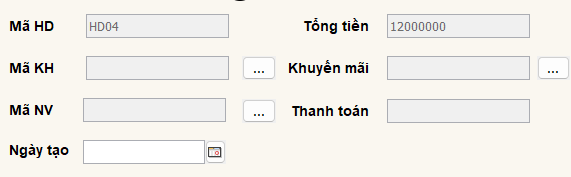 Mã HD HD04 Tổng tiền 12000000
Mã KH ... Khuyến mãi ...
Mã NV ... Thanh toán
Ngày tạo